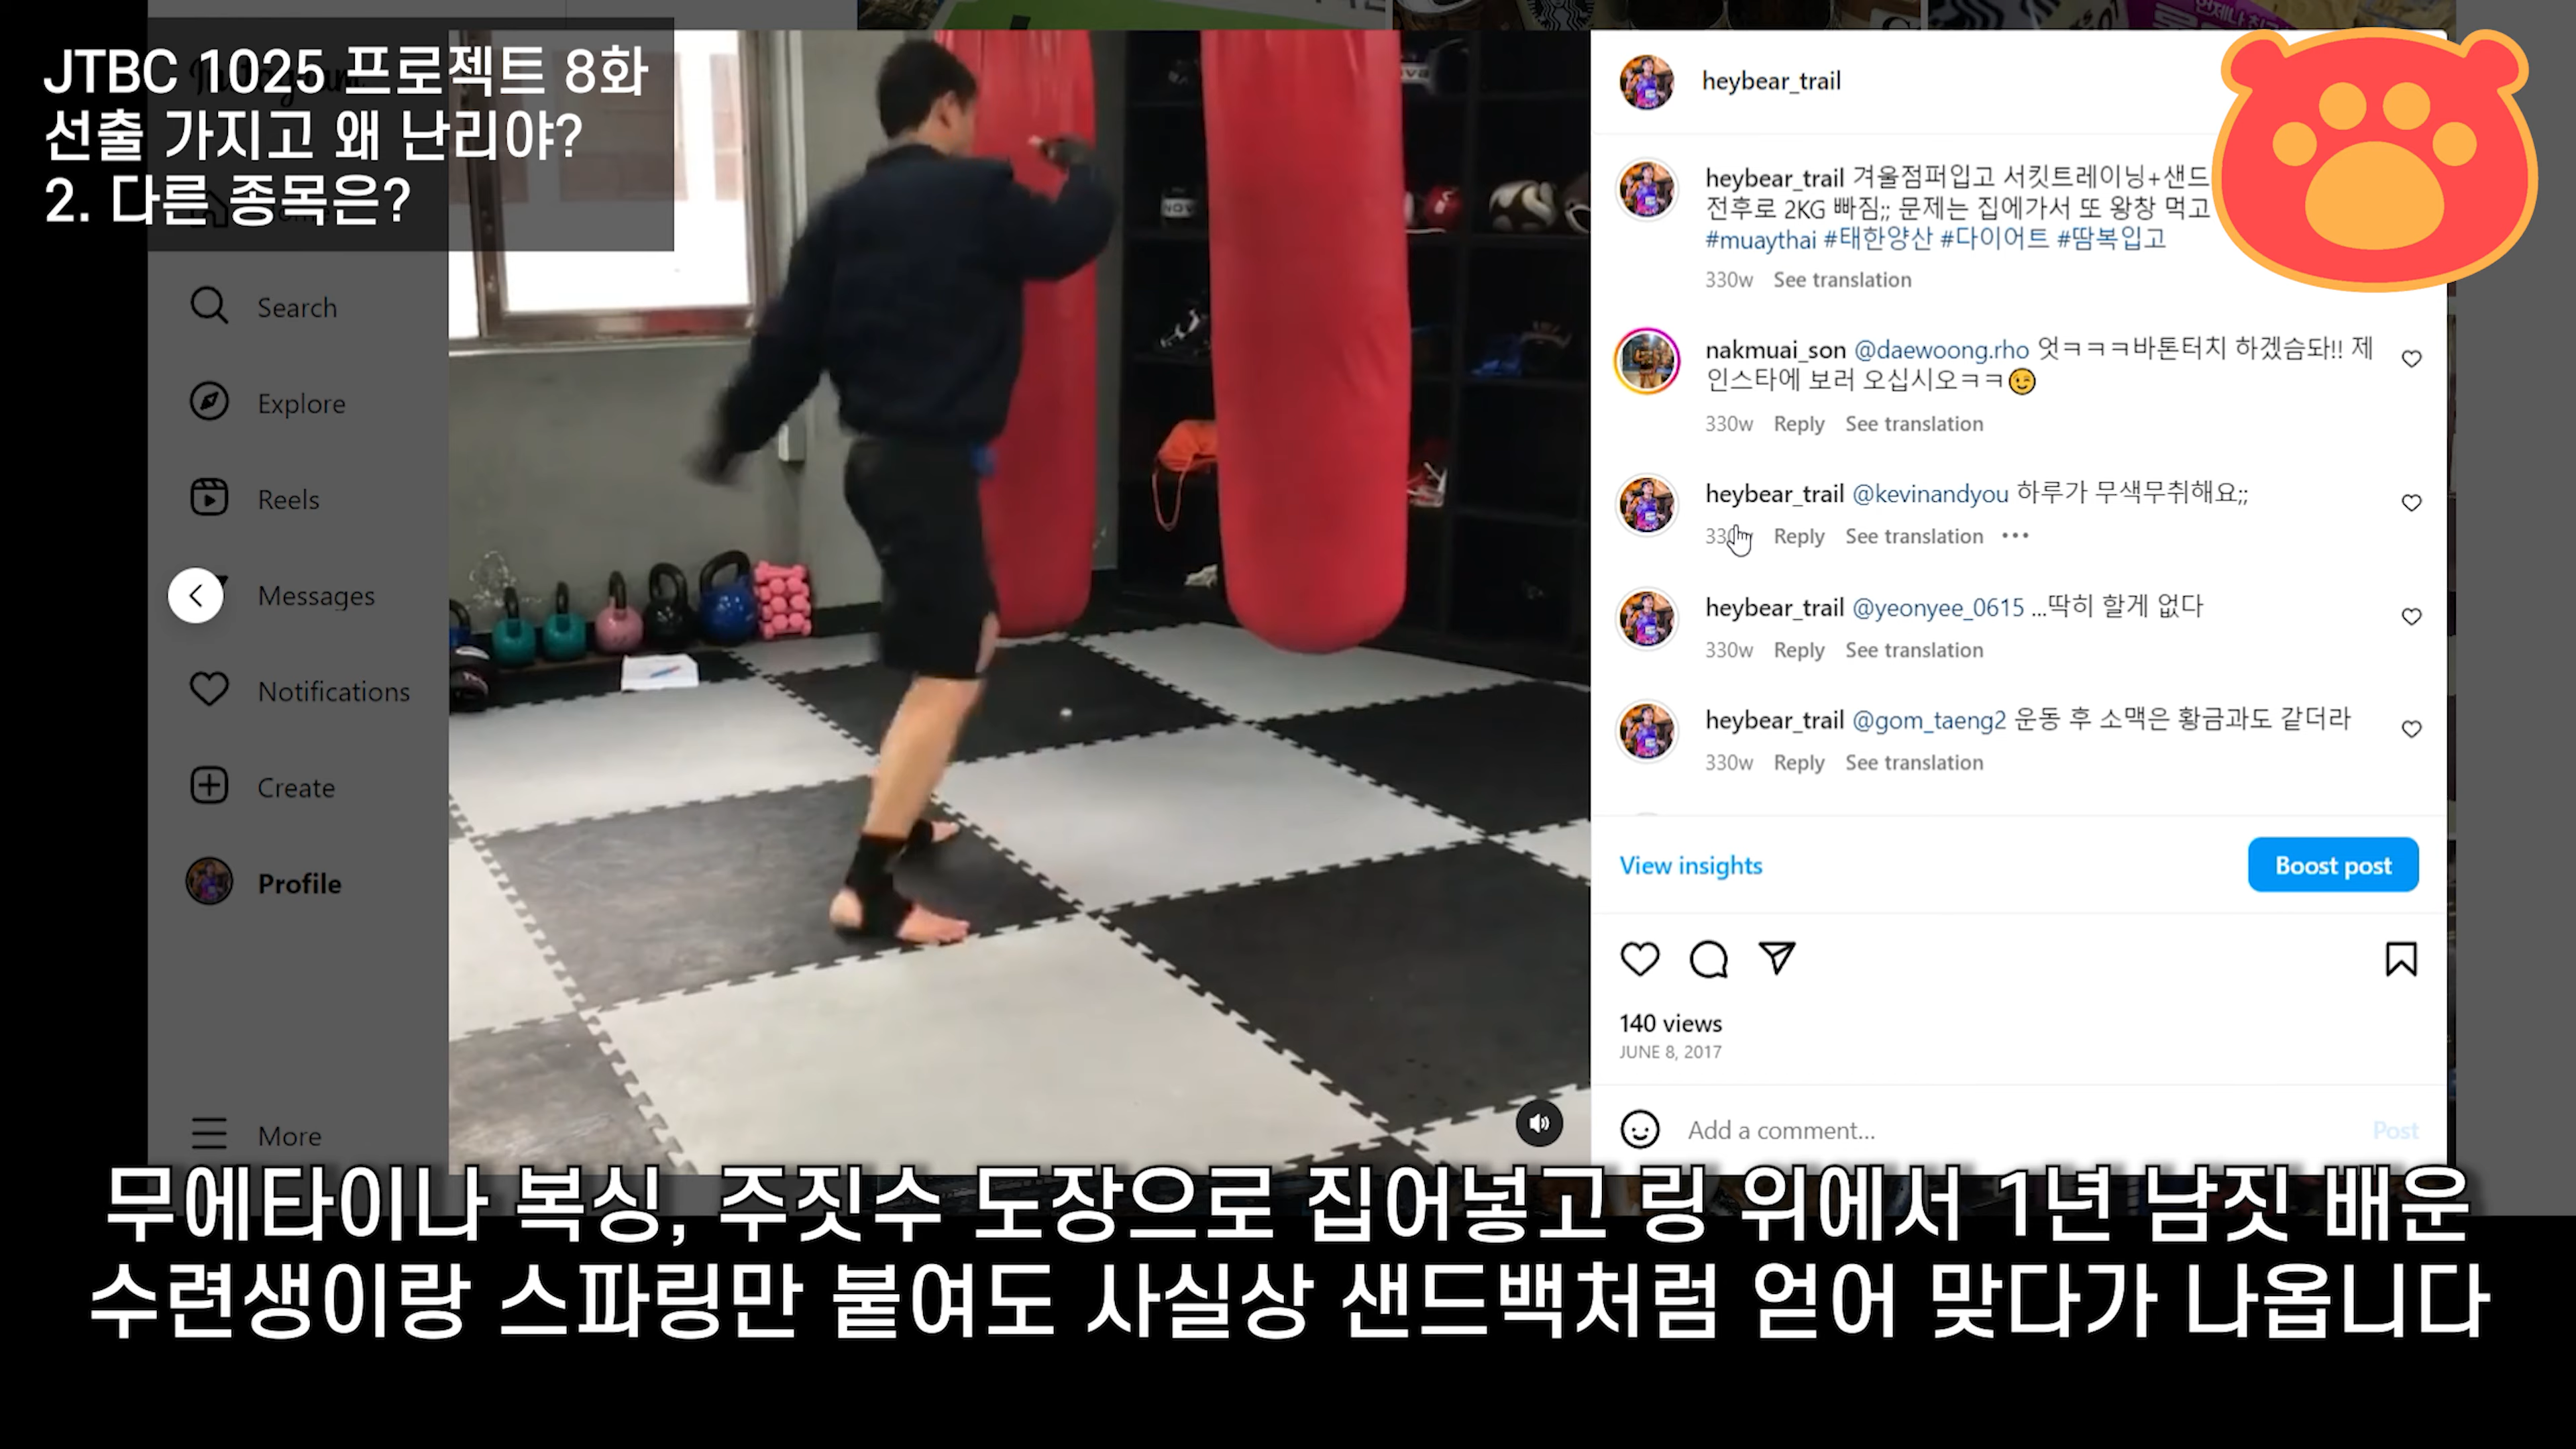 JTBC 1025 프로젝트 8화
선출 가지고 왜 난리야?
2. 다른 종목은?
Search
Explore
Reels
Messages
Notifications
Create
Profile
More
heybear_trail
heybear_trail 겨울점퍼입고 서킷트레이닝+샌드
전후로 2KG 빠짐;; 문제는 집에가서 또 왕창 먹고
#muaythai #태한양산 #다이어트 #땀복입고
330w See translation
nakmuai_son @daewoong.rho 엇ㅋㅋㅋ바톤터치 하겠슴돠!! 제
인스타에 보러 오십시오ㅋㅋ😉
330w Reply See translation
heybear_trail @kevinandyou 하루가 무색무취해요;;
Reply See translation
heybear_trail @yeonyee_0615 ...딱히 할게 없다
330w Reply See translation
heybear_trail @gom_taeng2 운동 후 소맥은 황금과도 같더라
330w Reply See translation
View insights
Boost post
140 views
JUNE 8, 2017
Add a comment...
Post
무에타이나 복싱, 주짓수 도장으로 집어넣고 링 위에서 1년 남짓 배운
수련생이랑 스파링만 붙여도 사실상 샌드백처럼 얻어 맞다가 나옵니다